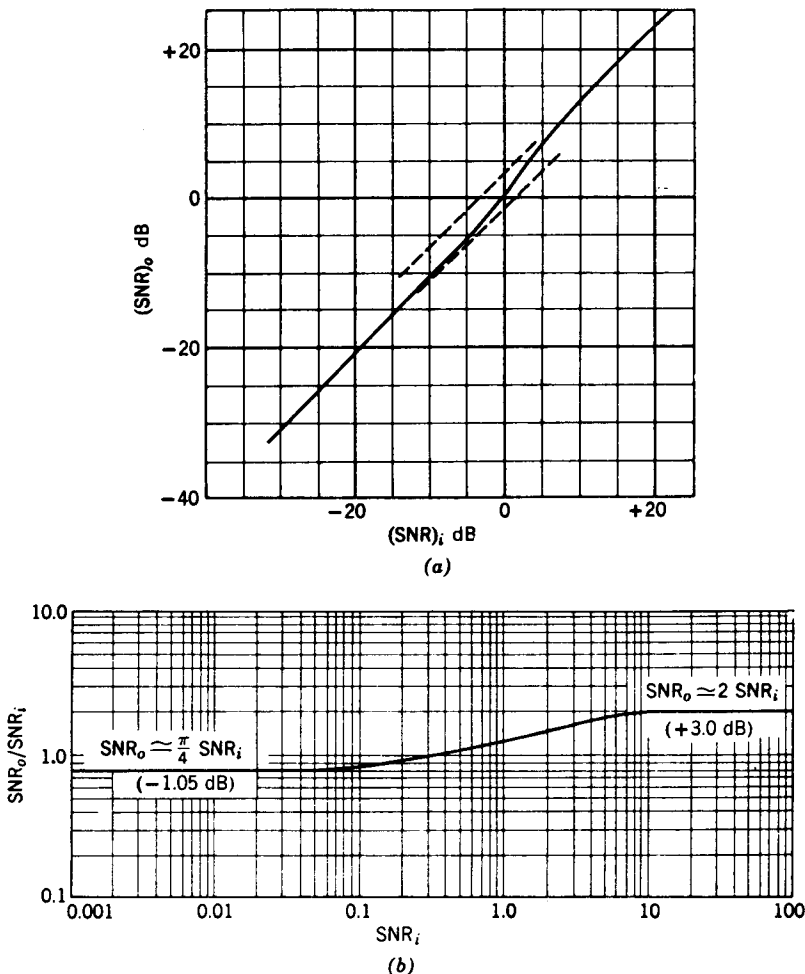 +20
0
−20
−40
(SNR)ₒ dB
−20 0 +20
(SNR)ᵢ dB
(a)
10.0
1.0
0.1
SNRₒ/SNRᵢ
SNRₒ ≃ π/4 SNRᵢ
(−1.05 dB)
SNRₒ ≃ 2 SNRᵢ
(+3.0 dB)
0.001 0.01 0.1 1.0 10 100
SNRᵢ
(b)